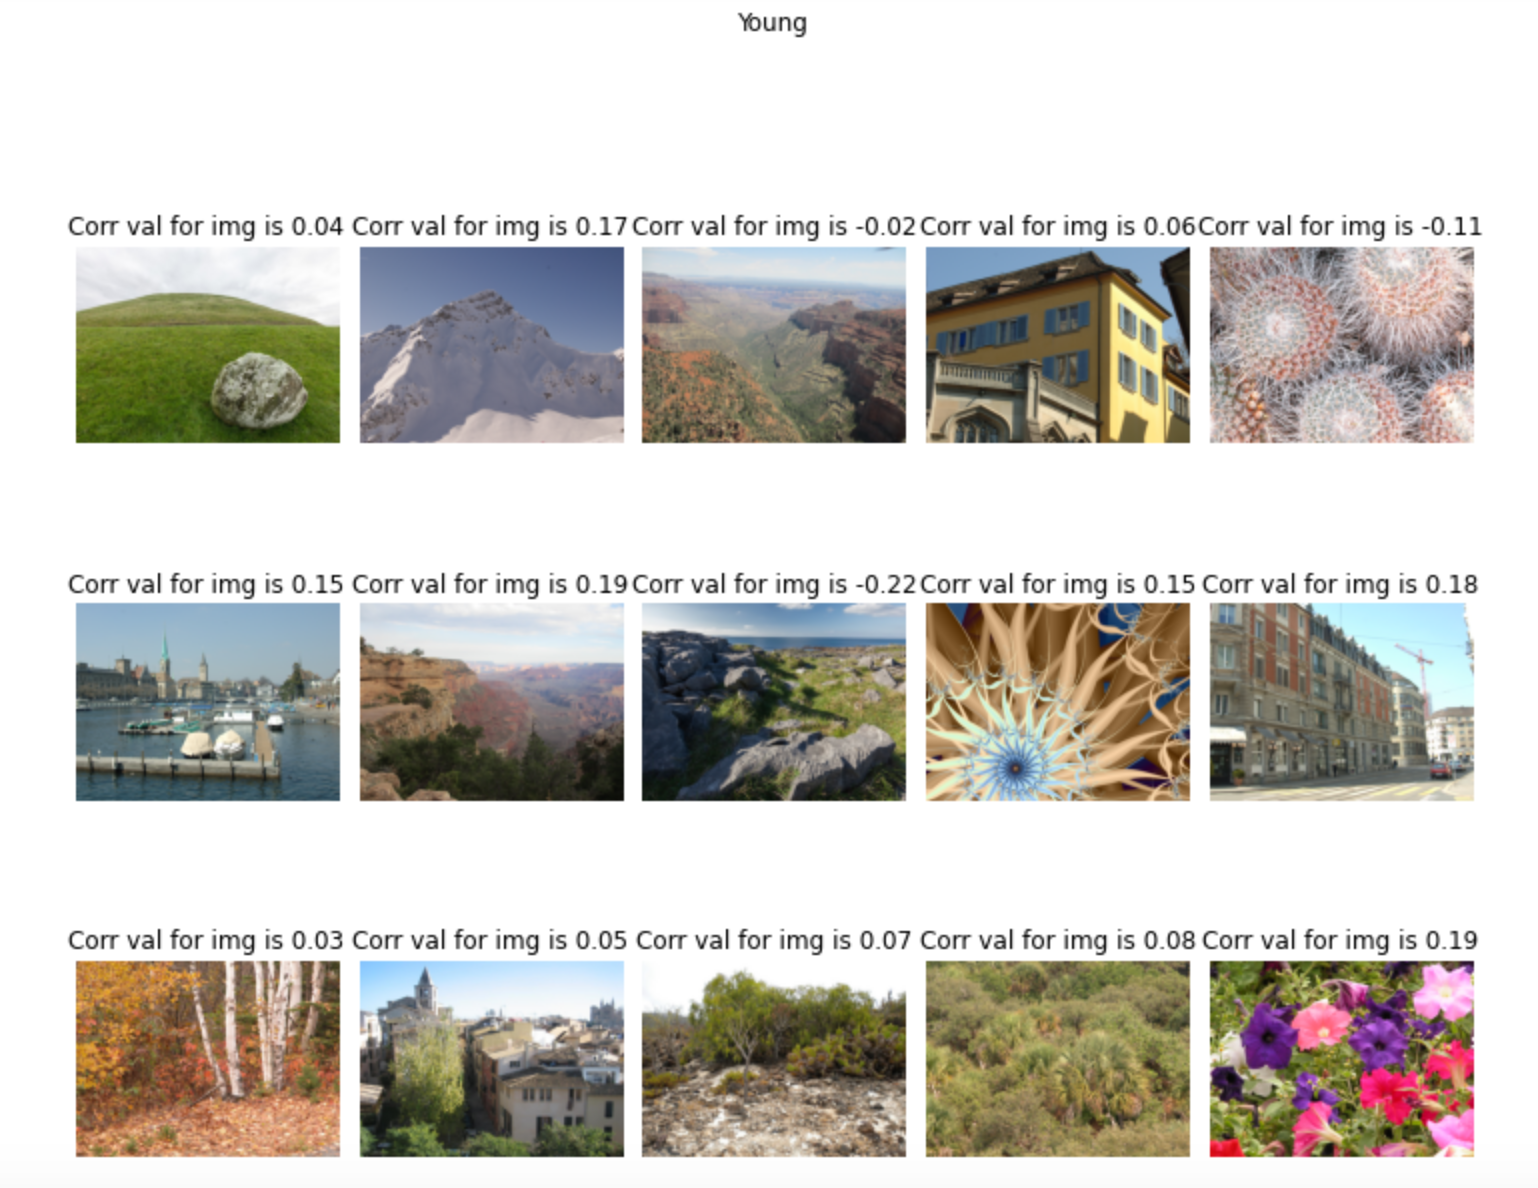 Young
Corr val for img is 0.04 Corr val for img is 0.17 Corr val for img is -0.02 Corr val for img is 0.06 Corr val for img is -0.11
Corr val for img is 0.15 Corr val for img is 0.19 Corr val for img is -0.22 Corr val for img is 0.15 Corr val for img is 0.18
Corr val for img is 0.03 Corr val for img is 0.05 Corr val for img is 0.07 Corr val for img is 0.08 Corr val for img is 0.19